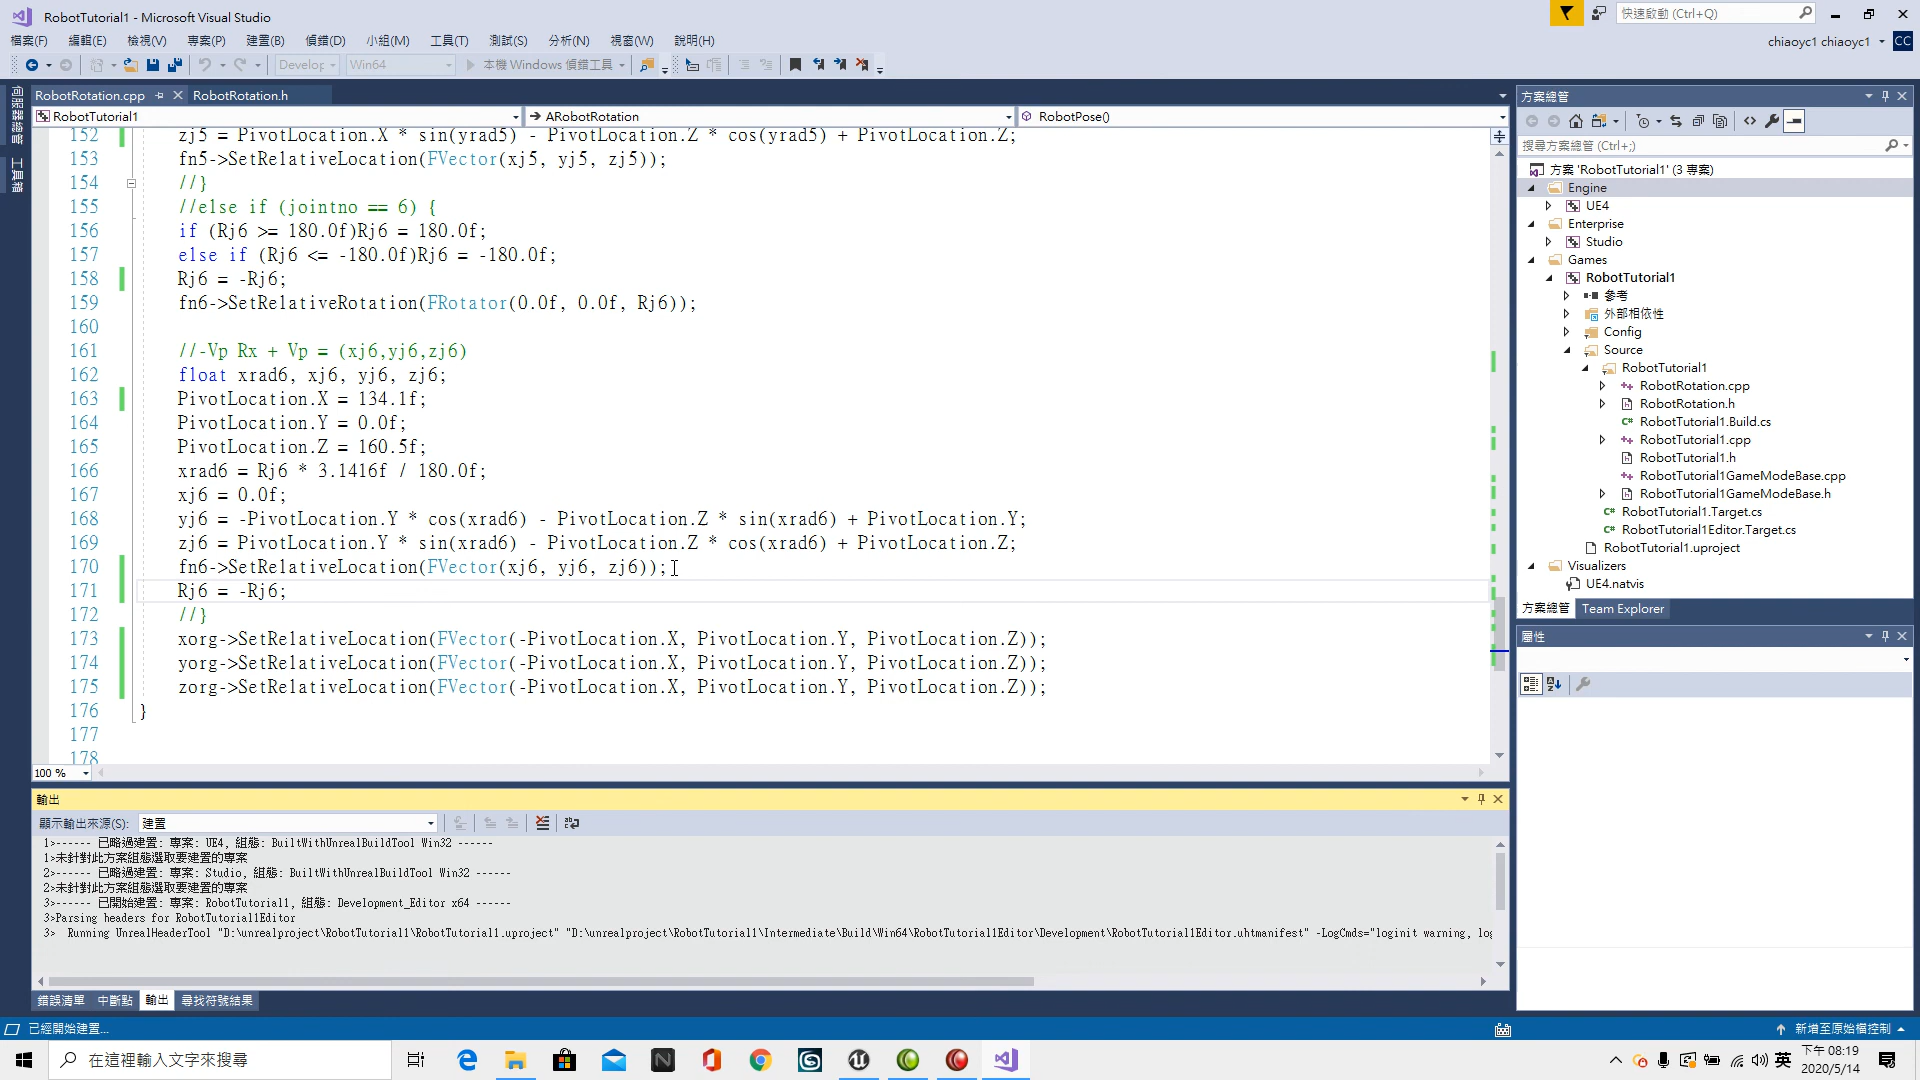 RobotTutorial1 - Microsoft Visual Studio
快速啟動 (Ctrl+Q)
檔案(F) 編輯(E) 檢視(V) 專案(P) 建置(B) 偵錯(D) 小組(M) 工具(T) 測試(S) 分析(N) 視窗(W) 說明(H)
chiaoyc1 chiaoyc1 CC
Develop Win64 本機 Windows 偵錯工具
伺服器總管
工具箱
RobotRotation.cpp RobotRotation.h
RobotTutorial1 ARobotRotation RobotPose()
152 zj5 = PivotLocation.X * sin(yrad5) - PivotLocation.Z * cos(yrad5) + PivotLocation.Z;
153 fn5->SetRelativeLocation(FVector(xj5, yj5, zj5));
154 //}
155 //else if (jointno == 6) {
156 if (Rj6 >= 180.0f)Rj6 = 180.0f;
157 else if (Rj6 <= -180.0f)Rj6 = -180.0f;
158 Rj6 = -Rj6;
159 fn6->SetRelativeRotation(FRotator(0.0f, 0.0f, Rj6));
160
161 //-Vp Rx + Vp = (xj6,yj6,zj6)
162 float xrad6, xj6, yj6, zj6;
163 PivotLocation.X = 134.1f;
164 PivotLocation.Y = 0.0f;
165 PivotLocation.Z = 160.5f;
166 xrad6 = Rj6 * 3.1416f / 180.0f;
167 xj6 = 0.0f;
168 yj6 = -PivotLocation.Y * cos(xrad6) - PivotLocation.Z * sin(xrad6) + PivotLocation.Y;
169 zj6 = PivotLocation.Y * sin(xrad6) - PivotLocation.Z * cos(xrad6) + PivotLocation.Z;
170 fn6->SetRelativeLocation(FVector(xj6, yj6, zj6));
171 Rj6 = -Rj6;
172 //}
173 xorg->SetRelativeLocation(FVector(-PivotLocation.X, PivotLocation.Y, PivotLocation.Z));
174 yorg->SetRelativeLocation(FVector(-PivotLocation.X, PivotLocation.Y, PivotLocation.Z));
175 zorg->SetRelativeLocation(FVector(-PivotLocation.X, PivotLocation.Y, PivotLocation.Z));
176 }
177
178
100 %
輸出
顯示輸出來源(S): 建置
1>------ 已略過建置: 專案: UE4, 組態: BuiltWithUnrealBuildTool Win32 ------
1>未針對此方案組態選取要建置的專案
2>------ 已略過建置: 專案: Studio, 組態: BuiltWithUnrealBuildTool Win32 ------
2>未針對此方案組態選取要建置的專案
3>------ 已開始建置: 專案: RobotTutorial1, 組態: Development_Editor x64 ------
3>Parsing headers for RobotTutorial1Editor
3> Running UnrealHeaderTool "D:\unrealproject\RobotTutorial1\RobotTutorial1.uproject" "D:\unrealproject\RobotTutorial1\Intermediate\Build\Win64\RobotTutorial1Editor\Development\RobotTutorial1Editor.uhtmanifest" -LogCmds="loginit warning, log
錯誤清單 中斷點 輸出 尋找符號結果
方案總管
搜尋方案總管 (Ctrl+;)
方案 'RobotTutorial1' (3 專案)
Engine
UE4
Enterprise
Studio
Games
RobotTutorial1
參考
外部相依性
Config
Source
RobotTutorial1
RobotRotation.cpp
RobotRotation.h
RobotTutorial1.Build.cs
RobotTutorial1.cpp
RobotTutorial1.h
RobotTutorial1GameModeBase.cpp
RobotTutorial1GameModeBase.h
RobotTutorial1.Target.cs
RobotTutorial1Editor.Target.cs
RobotTutorial1.uproject
Visualizers
UE4.natvis
方案總管 Team Explorer
屬性
已經開始建置... 新增至原始檔控制
在這裡輸入文字來搜尋
英 下午 08:19
2020/5/14